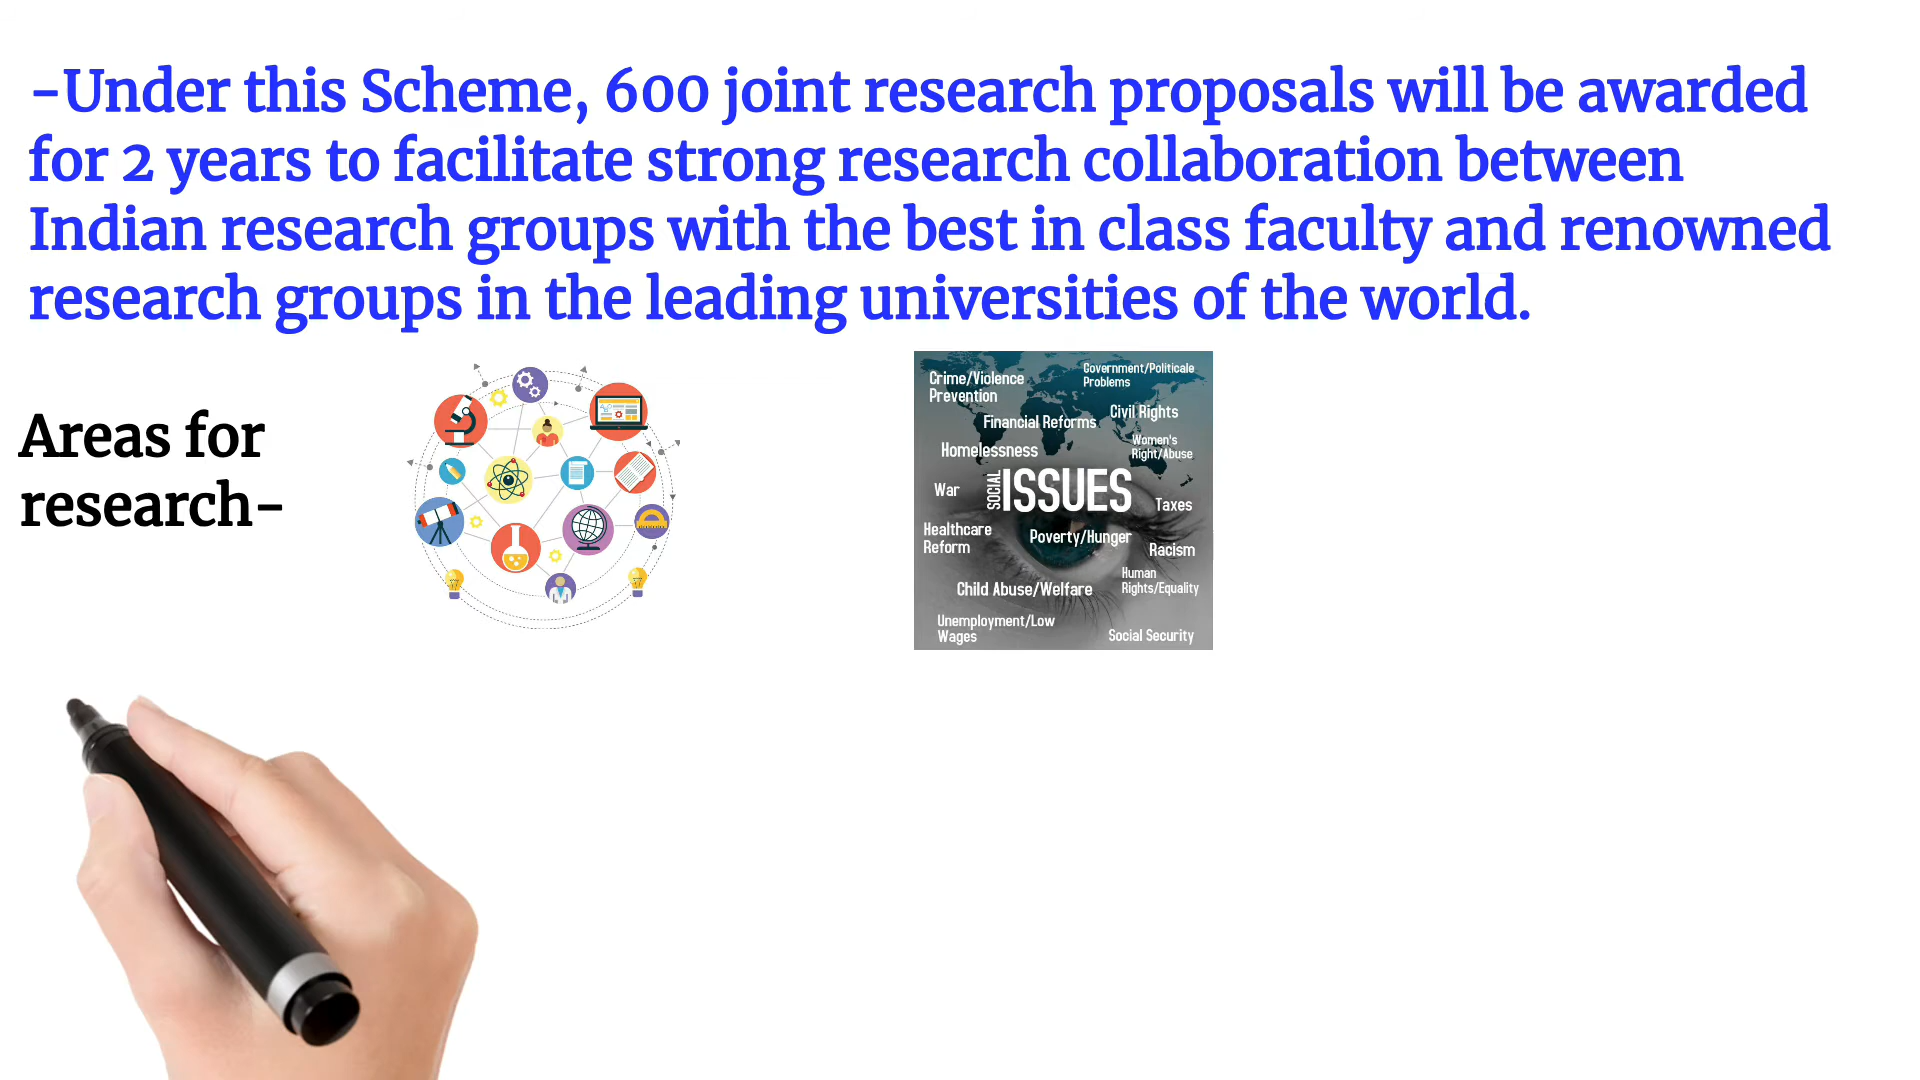 -Under this Scheme, 600 joint research proposals will be awarded
for 2 years to facilitate strong research collaboration between
Indian research groups with the best in class faculty and renowned
research groups in the leading universities of the world.
Areas for
research-
Crime/Violence
Prevention
Government/Politicale
Problems
Financial Reforms
Civil Rights
Homelessness
Women's
Right/Abuse
War
SOCIAL ISSUES
Taxes
Healthcare
Reform
Poverty/Hunger
Racism
Child Abuse/Welfare
Human
Rights/Equality
Unemployment/Low
Wages
Social Security